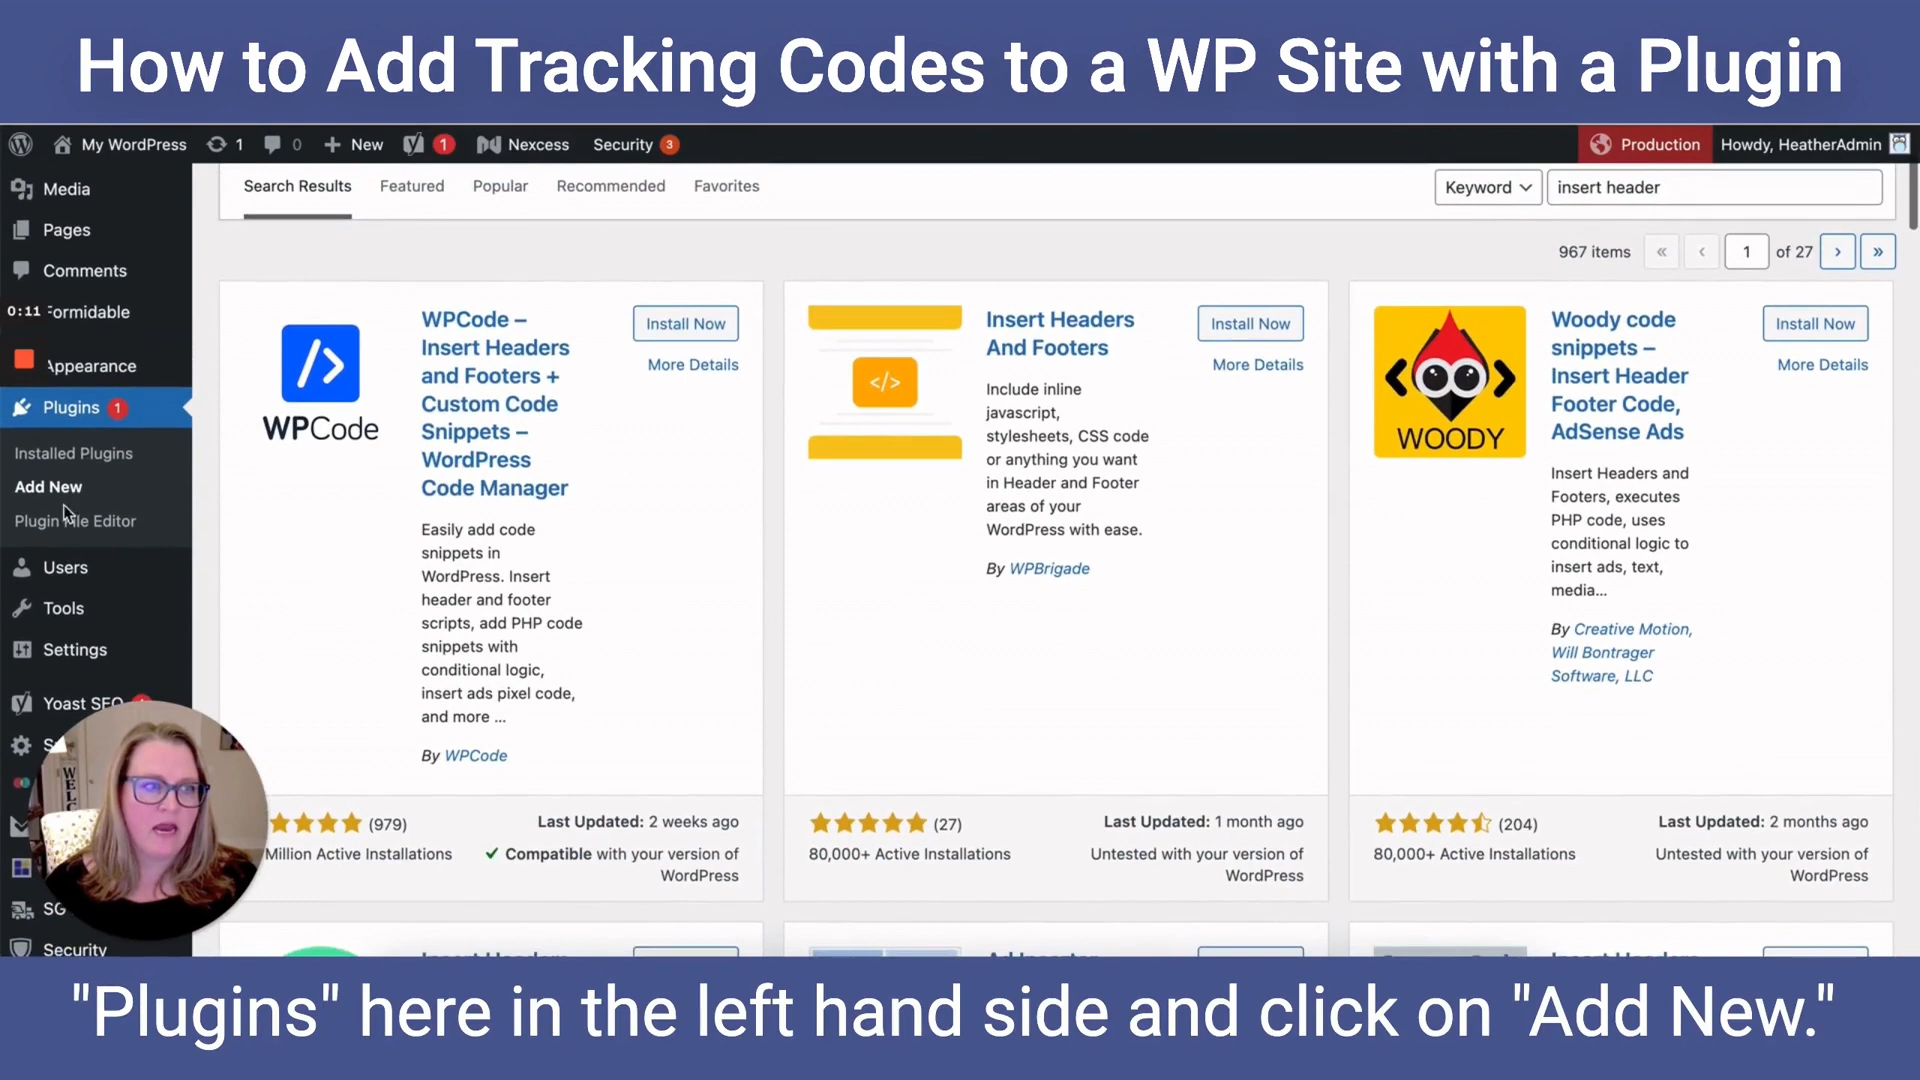 How to Add Tracking Codes to a WP Site with a Plugin
My WordPress 1 0 New 1 Nexcess Security 3 Production Howdy, HeatherAdmin
Media
Pages
Comments
0:11
Formidable
Appearance
Plugins 1
Installed Plugins
Add New
Plugin File Editor
Users
Tools
Settings
Yoast SEO
SG
Security
Search Results Featured Popular Recommended Favorites Keyword insert header
967 items « ‹ 1 of 27 › »
WPCode
WPCode –
Insert Headers
and Footers +
Custom Code
Snippets –
WordPress
Code Manager
Install Now
More Details
Easily add code
snippets in
WordPress. Insert
header and footer
scripts, add PHP code
snippets with
conditional logic,
insert ads pixel code,
and more ...
By WPCode
(979)
Last Updated: 2 weeks ago
Million Active Installations
Compatible with your version of
WordPress
</>
Insert Headers
And Footers
Install Now
More Details
Include inline
javascript,
stylesheets, CSS code
or anything you want
in Header and Footer
areas of your
WordPress with ease.
By WPBrigade
(27)
Last Updated: 1 month ago
80,000+ Active Installations
Untested with your version of
WordPress
WOODY
Woody code
snippets –
Insert Header
Footer Code,
AdSense Ads
Install Now
More Details
Insert Headers and
Footers, executes
PHP code, uses
conditional logic to
insert ads, text,
media...
By Creative Motion,
Will Bontrager
Software, LLC
(204)
Last Updated: 2 months ago
80,000+ Active Installations
Untested with your version of
WordPress
WELC
"Plugins" here in the left hand side and click on "Add New."